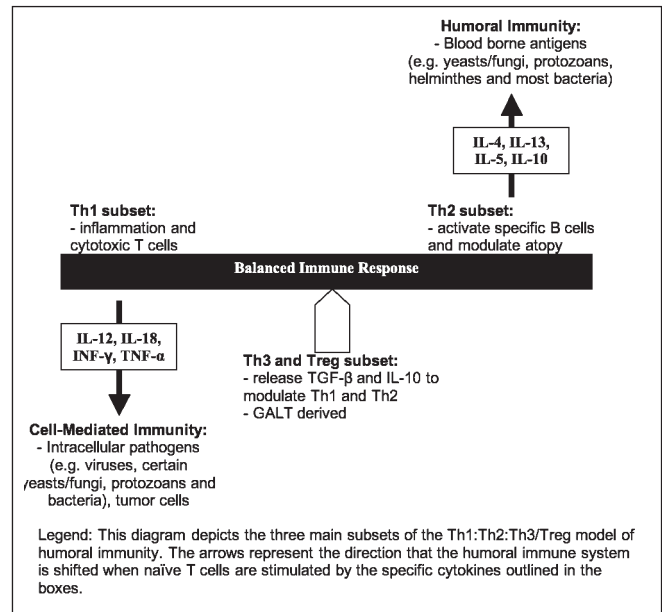 Humoral Immunity:
- Blood borne antigens
(e.g. yeasts/fungi, protozoans,
helminthes and most bacteria)
IL-4, IL-13,
IL-5, IL-10
Th1 subset:
- inflammation and
cytotoxic T cells
Th2 subset:
- activate specific B cells
and modulate atopy
Balanced Immune Response
IL-12, IL-18,
INF-γ, TNF-α
Th3 and Treg subset:
- release TGF-β and IL-10 to
modulate Th1 and Th2
- GALT derived
Cell-Mediated Immunity:
- Intracellular pathogens
(e.g. viruses, certain
yeasts/fungi, protozoans and
bacteria), tumor cells
Legend: This diagram depicts the three main subsets of the Th1:Th2:Th3/Treg model of
humoral immunity. The arrows represent the direction that the humoral immune system
is shifted when naïve T cells are stimulated by the specific cytokines outlined in the
boxes.